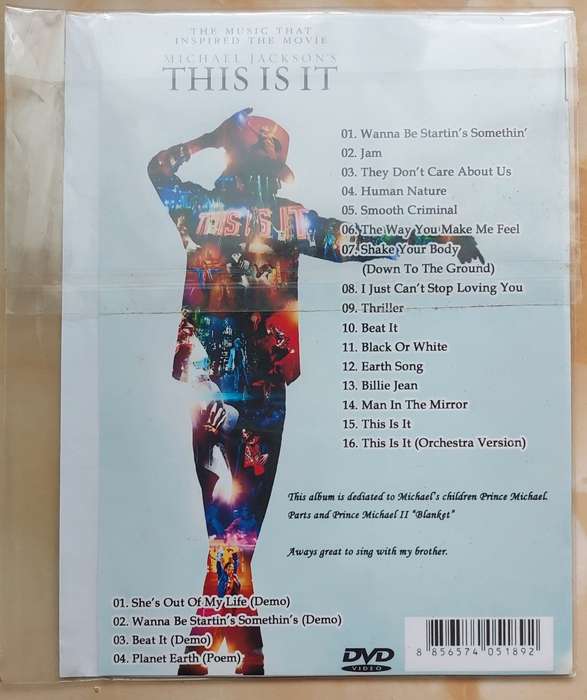 THE MUSIC THAT
INSPIRED THE MOVIE
MICHAEL JACKSON'S
THIS IS IT
THIS IS IT
01. Wanna Be Startin's Somethin'
02. Jam
03. They Don't Care About Us
04. Human Nature
05. Smooth Criminal
06. The Way You Make Me Feel
07. Shake Your Body
(Down To The Ground)
08. I Just Can't Stop Loving You
09. Thriller
10. Beat It
11. Black Or White
12. Earth Song
13. Billie Jean
14. Man In The Mirror
15. This Is It
16. This Is It (Orchestra Version)
This album is dediated to Michael's children Prince Michael.
Parts and Prince Michael II "Blanket"
Aways great to sing with my brother.
01. She's Out Of My Life (Demo)
02. Wanna Be Startin's Somethin's (Demo)
03. Beat It (Demo)
04. Planet Earth (Poem)
DVD
VIDEO
8 856574 051892